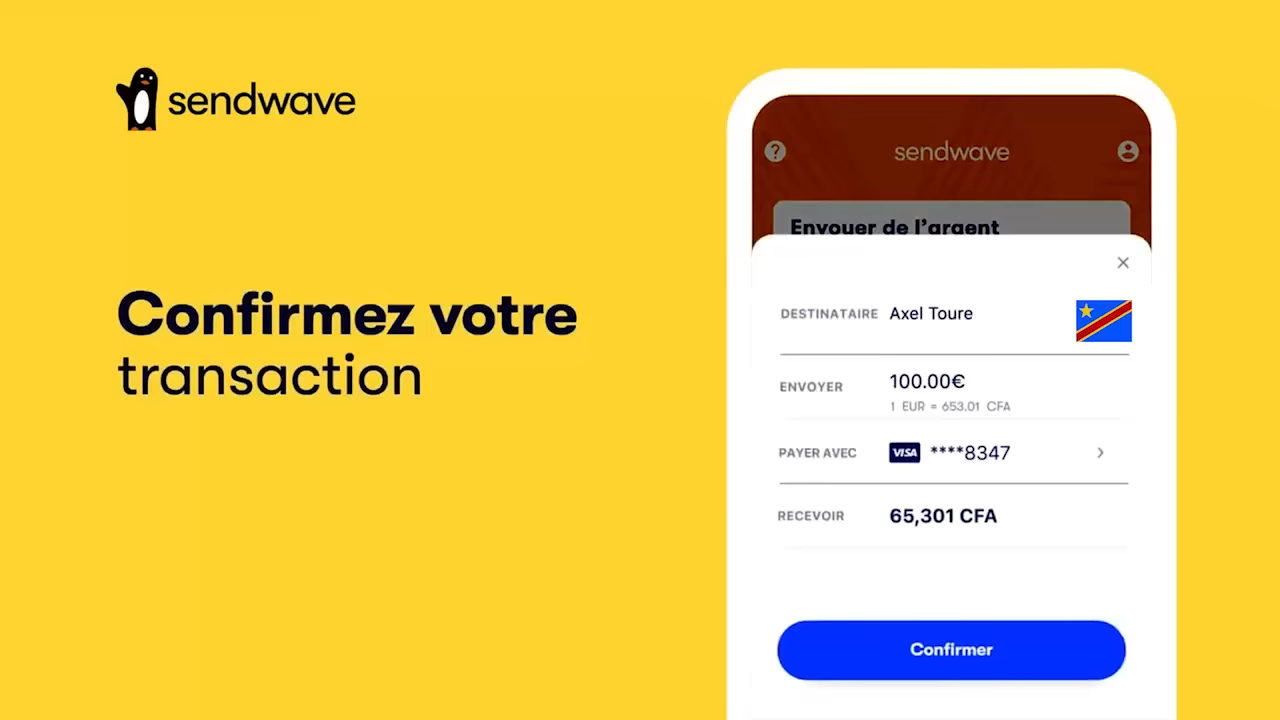 sendwave
Confirmez votre
transaction
sendwave
Envoyer de l'argent
DESTINATAIRE Axel Toure
ENVOYER 100.00€
1 EUR = 653.01 CFA
PAYER AVEC VISA ****8347
RECEVOIR 65,301 CFA
Confirmer